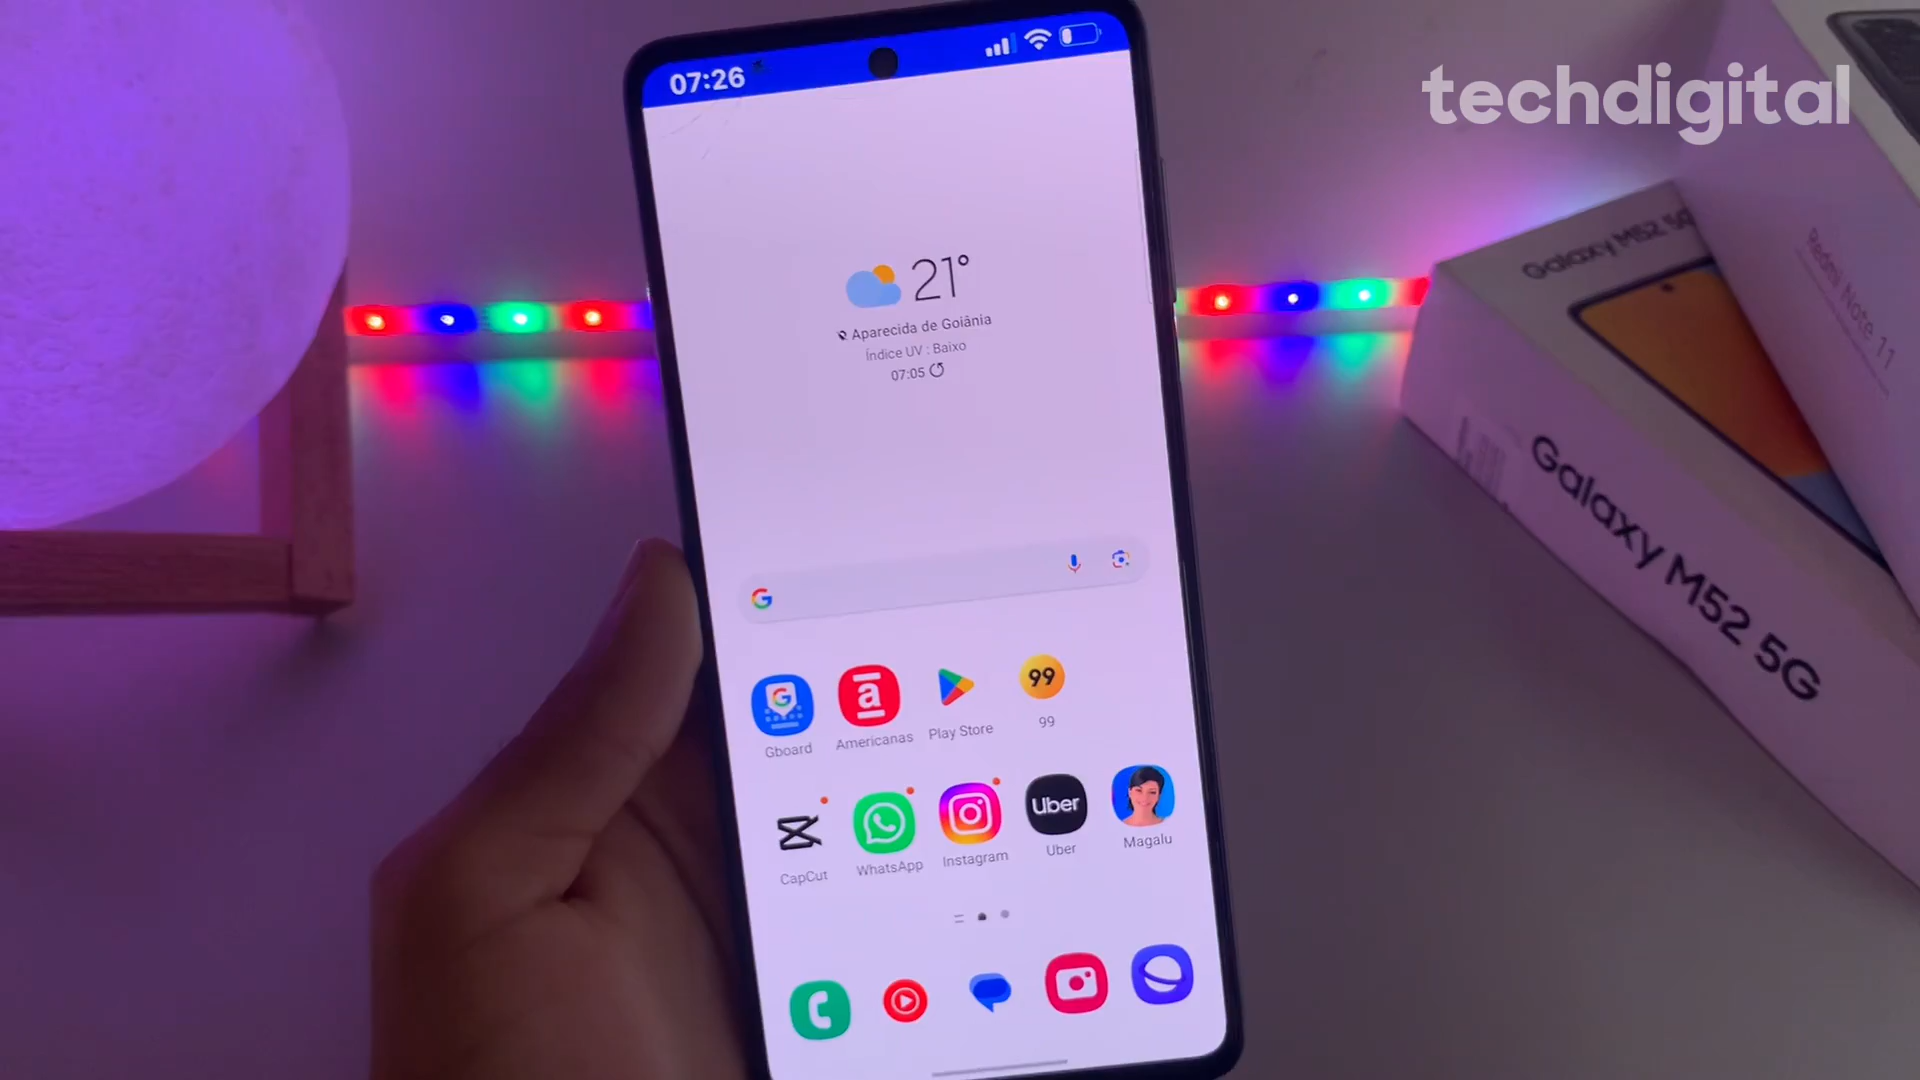 07:26
techdigital
21°
Aparecida de Goiânia
Índice UV : Baixo
07:05
G
Gboard
a
Americanas
Play Store
99
99
CapCut
WhatsApp
Instagram
Uber
Uber
Magalu
Galaxy M52 5G
Galaxy M52 5G
Redmi Note 11